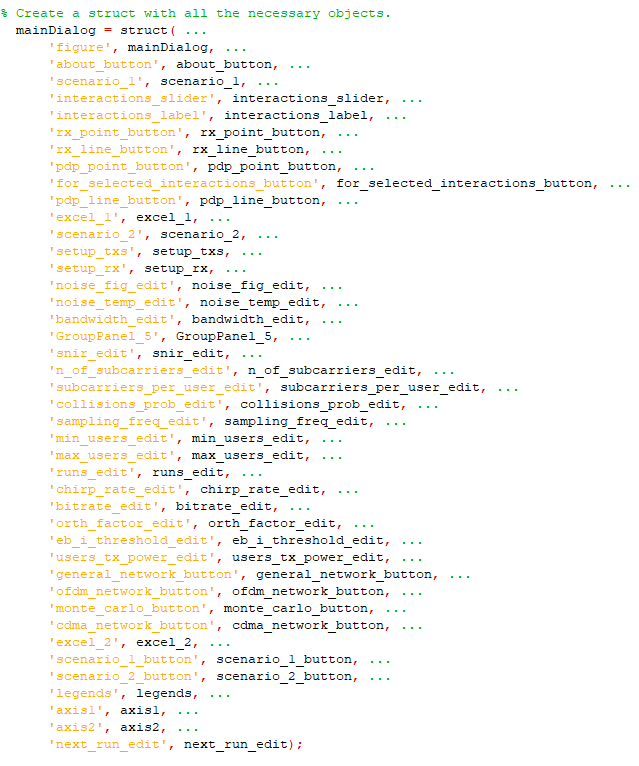 % Create a struct with all the necessary objects.
mainDialog = struct( ...
'figure', mainDialog, ...
'about_button', about_button, ...
'scenario_1', scenario_1, ...
'interactions_slider', interactions_slider, ...
'interactions_label', interactions_label, ...
'rx_point_button', rx_point_button, ...
'rx_line_button', rx_line_button, ...
'pdp_point_button', pdp_point_button, ...
'for_selected_interactions_button', for_selected_interactions_button, ...
'pdp_line_button', pdp_line_button, ...
'excel_1', excel_1, ...
'scenario_2', scenario_2, ...
'setup_txs', setup_txs, ...
'setup_rx', setup_rx, ...
'noise_fig_edit', noise_fig_edit, ...
'noise_temp_edit', noise_temp_edit, ...
'bandwidth_edit', bandwidth_edit, ...
'GroupPanel_5', GroupPanel_5, ...
'snir_edit', snir_edit, ...
'n_of_subcarriers_edit', n_of_subcarriers_edit, ...
'subcarriers_per_user_edit', subcarriers_per_user_edit, ...
'collisions_prob_edit', collisions_prob_edit, ...
'sampling_freq_edit', sampling_freq_edit, ...
'min_users_edit', min_users_edit, ...
'max_users_edit', max_users_edit, ...
'runs_edit', runs_edit, ...
'chirp_rate_edit', chirp_rate_edit, ...
'bitrate_edit', bitrate_edit, ...
'orth_factor_edit', orth_factor_edit, ...
'eb_i_threshold_edit', eb_i_threshold_edit, ...
'users_tx_power_edit', users_tx_power_edit, ...
'general_network_button', general_network_button, ...
'ofdm_network_button', ofdm_network_button, ...
'monte_carlo_button', monte_carlo_button, ...
'cdma_network_button', cdma_network_button, ...
'excel_2', excel_2, ...
'scenario_1_button', scenario_1_button, ...
'scenario_2_button', scenario_2_button, ...
'legends', legends, ...
'axis1', axis1, ...
'axis2', axis2, ...
'next_run_edit', next_run_edit);